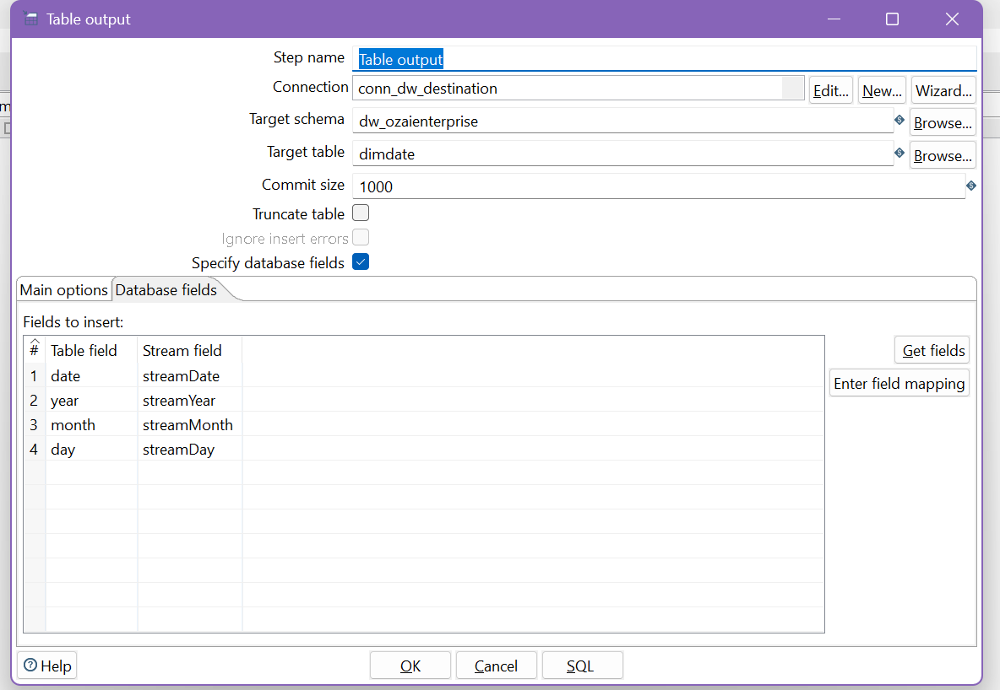 Table output
Step name Table output
Connection conn_dw_destination Edit... New... Wizard...
Target schema dw_ozaienterprise Browse...
Target table dimdate Browse...
Commit size 1000
Truncate table
Ignore insert errors
Specify database fields
Main options Database fields
Fields to insert:
# Table field Stream field Get fields
1 date streamDate
Enter field mapping
2 year streamYear
3 month streamMonth
4 day streamDay
Help OK Cancel SQL